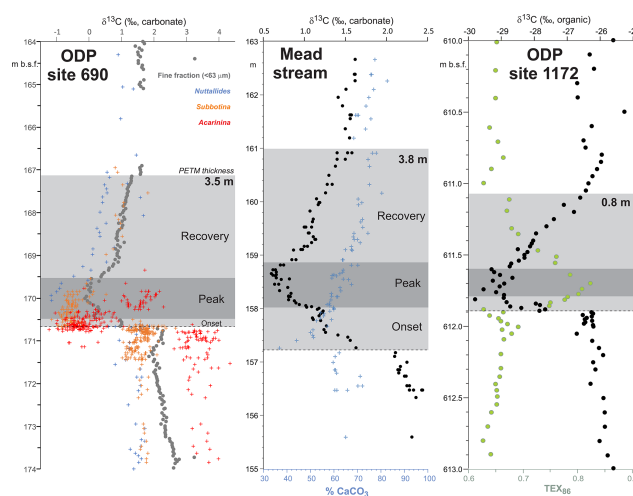 δ13C (‰, carbonate)
-1 0 1 2 3 4
164
m b.s.f.
165
166
167
168
169
170
171
172
173
174
ODP
site 690
Fine fraction (<63 μm)
Nuttallides
Subbotina
Acarinina
PETM thickness
3.5 m
Recovery
Peak
Onset
δ13C (‰, carbonate)
0.5 1.0 1.5 2.0 2.5
163
m
162
161
160
159
158
157
156
155
Mead
stream
3.8 m
Recovery
Peak
Onset
30 40 50 60 70 80 90 100
% CaCO3
δ13C (‰, organic)
-30 -29 -28 -27 -26
610.0
m b.s.f.
610.5
611.0
611.5
612.0
612.5
613.0
ODP
site 1172
0.8 m
0.6 0.7 0.8
TEX86